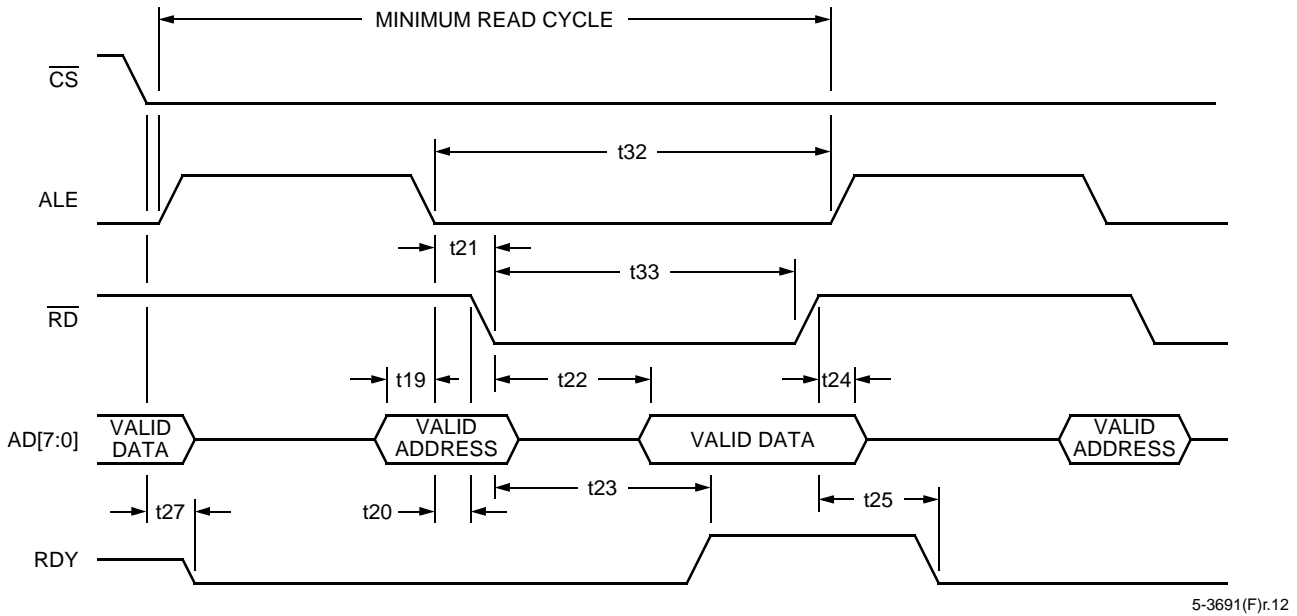 MINIMUM READ CYCLE
CS
t32
ALE
t21
t33
RD
t19
t22
t24
AD[7:0]
VALID
DATA
VALID
ADDRESS
VALID DATA
VALID
ADDRESS
t23
t27
t20
t25
RDY
5-3691(F)r.12